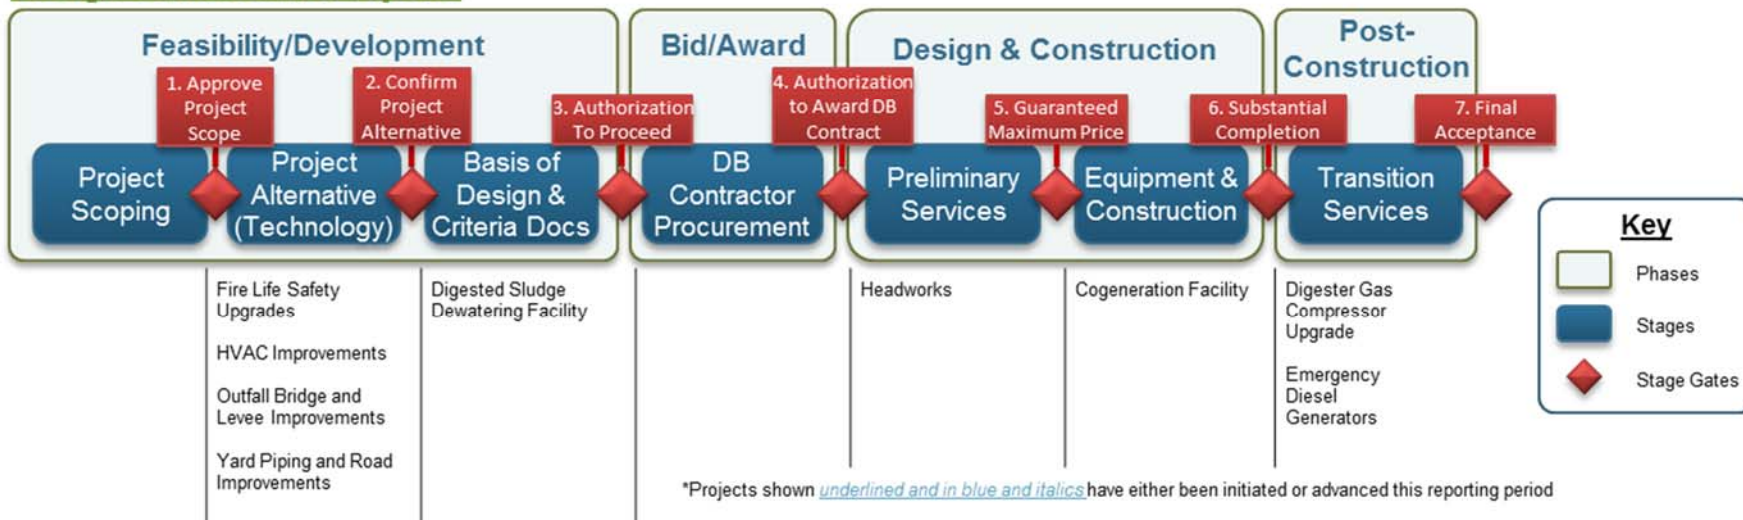 Feasibility/Development
Bid/Award
Design & Construction
Post-
Construction
1. Approve
Project
Scope
2. Confirm
Project
Alternative
3. Authorization
To Proceed
4. Authorization
to Award DB
Contract
5. Guaranteed
Maximum Price
6. Substantial
Completion
7. Final
Acceptance
Project
Scoping
Project
Alternative
(Technology)
Basis of
Design &
Criteria Docs
DB
Contractor
Procurement
Preliminary
Services
Equipment &
Construction
Transition
Services
Fire Life Safety
Upgrades
HVAC Improvements
Outfall Bridge and
Levee Improvements
Yard Piping and Road
Improvements
Digested Sludge
Dewatering Facility
Headworks
Cogeneration Facility
Digester Gas
Compressor
Upgrade
Emergency
Diesel
Generators
Key
Phases
Stages
Stage Gates
*Projects shown underlined and in blue and italics have either been initiated or advanced this reporting period